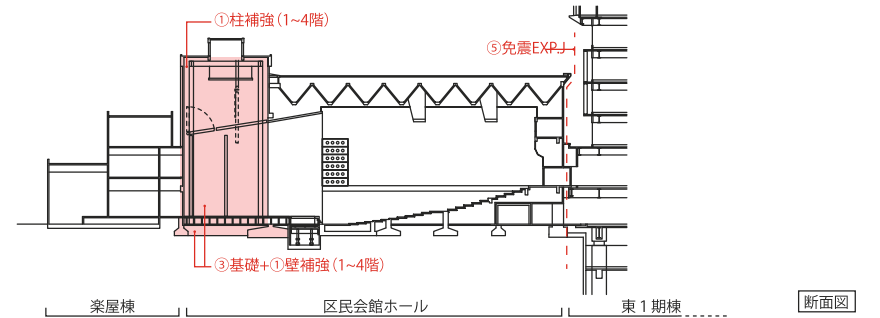 ①柱補強（1~4階）
⑤免震EXP.J
③基礎+①壁補強（1~4階）
楽屋棟
区民会館ホール
東１期棟
断面図